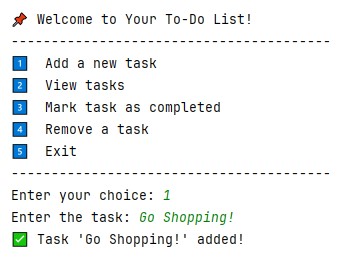 📌 Welcome to Your To-Do List!
-----------------------------------
1️⃣ Add a new task
2️⃣ View tasks
3️⃣ Mark task as completed
4️⃣ Remove a task
5️⃣ Exit
-----------------------------------
Enter your choice: 1
Enter the task: Go Shopping!
✅ Task 'Go Shopping!' added!